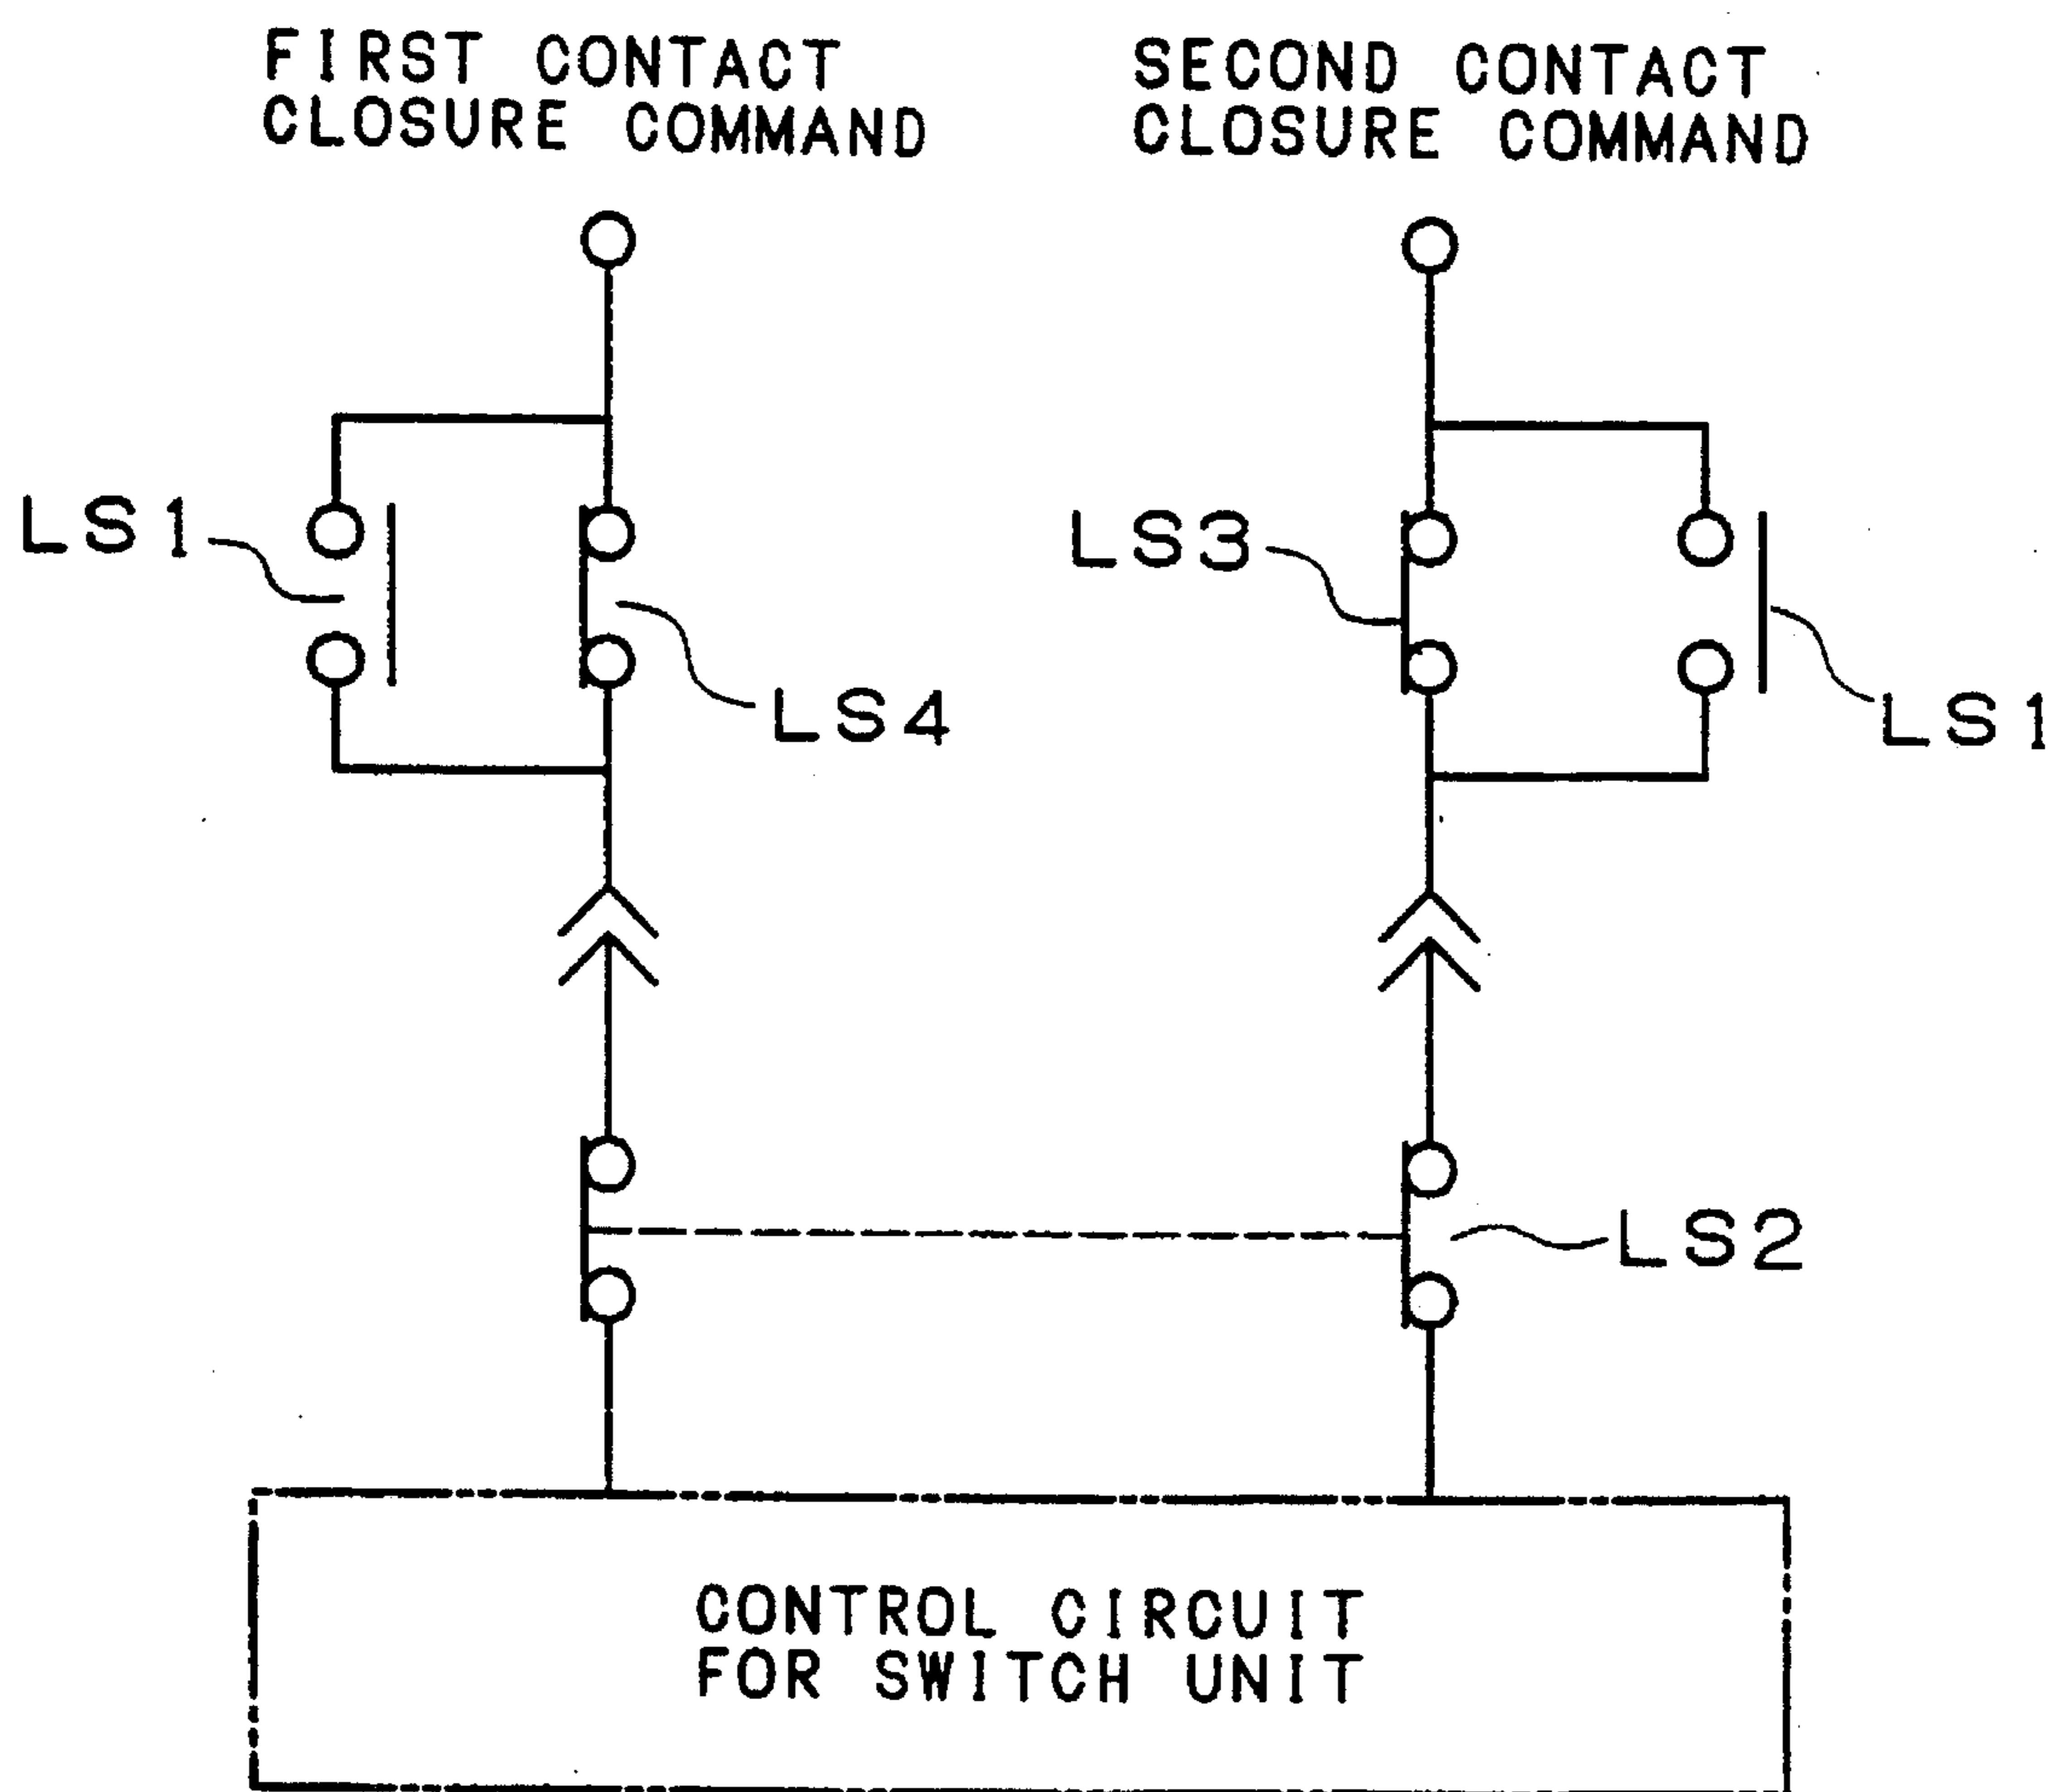 FIRST CONTACT
CLOSURE COMMAND
SECOND CONTACT
CLOSURE COMMAND
LS1
LS4
LS3
LS1
LS2
CONTROL CIRCUIT
FOR SWITCH UNIT